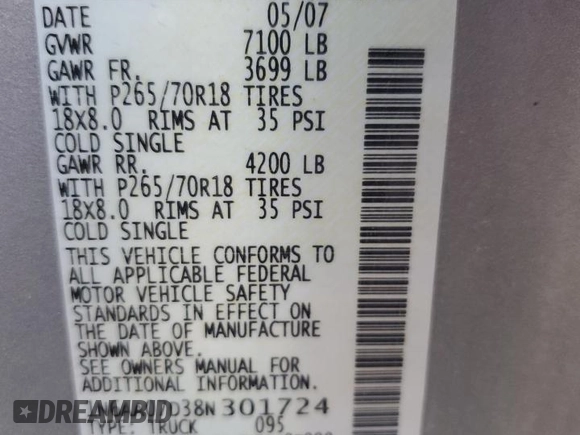 DATE 05/07
GVWR 7100 LB
GAWR FR. 3699 LB
WITH P265/70R18 TIRES
18X8.0 RIMS AT 35 PSI
COLD SINGLE
GAWR RR. 4200 LB
WITH P265/70R18 TIRES
18X8.0 RIMS AT 35 PSI
COLD SINGLE
THIS VEHICLE CONFORMS TO
ALL APPLICABLE FEDERAL
MOTOR VEHICLE SAFETY
STANDARDS IN EFFECT ON
THE DATE OF MANUFACTURE
SHOWN ABOVE.
SEE OWNERS MANUAL FOR
ADDITIONAL INFORMATION
301724
TYPE: TRUCK 095
DREAMBID